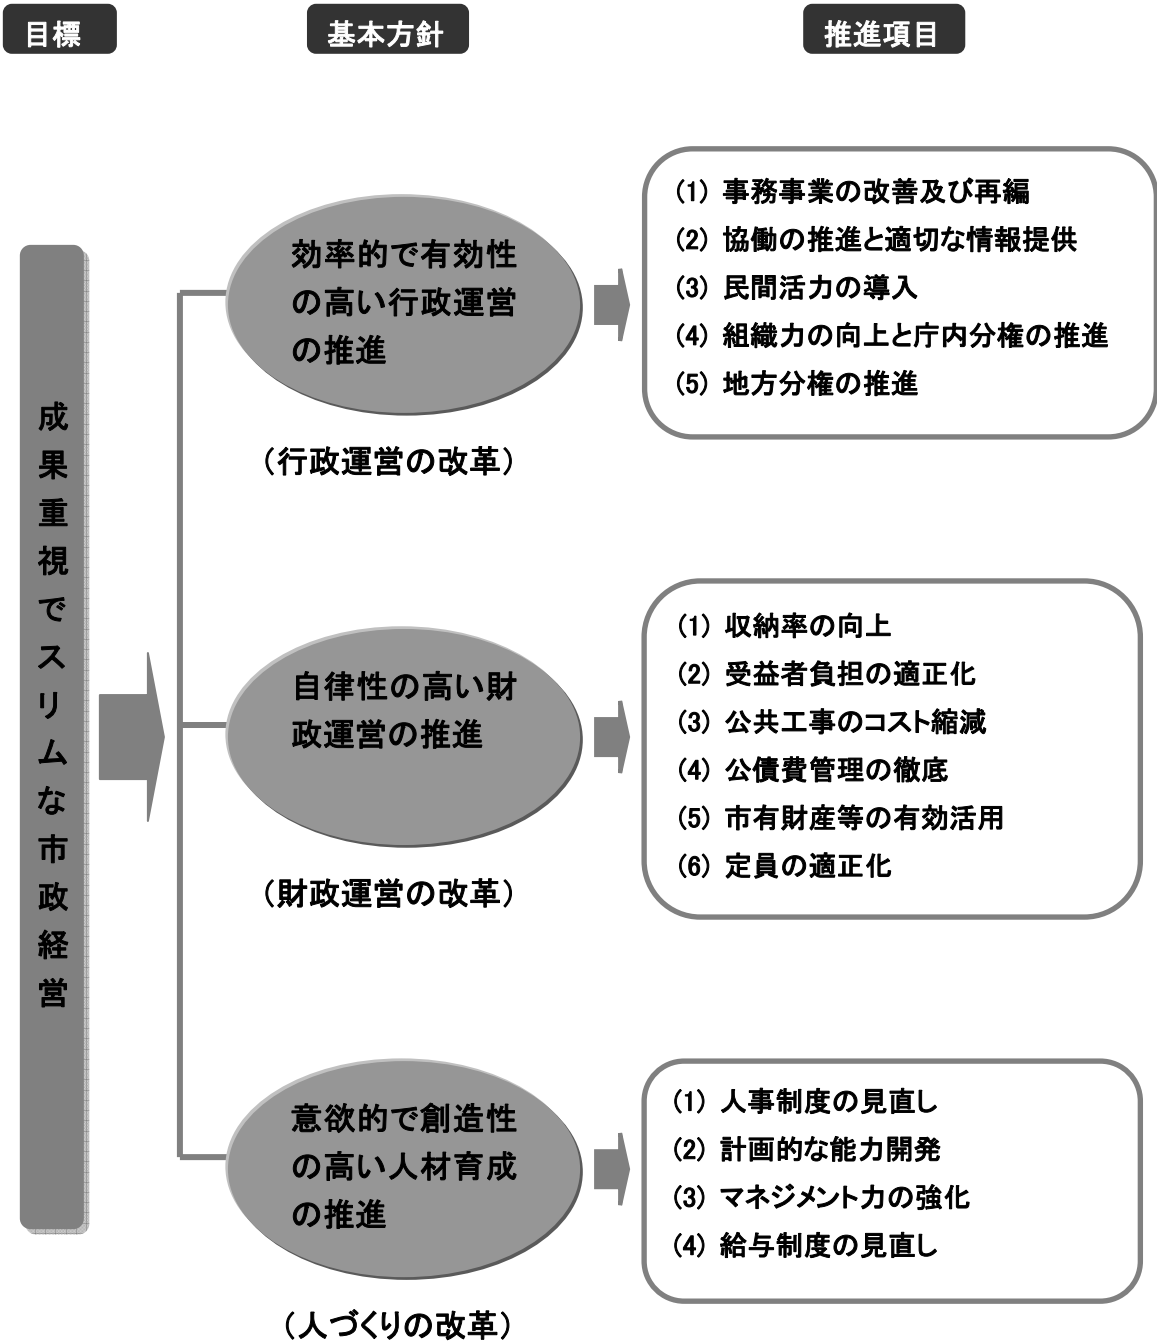 目標
基本方針
推進項目
成果重視でスリムな市政経営
効率的で有効性
の高い行政運営
の推進
（行政運営の改革）
(1) 事務事業の改善及び再編
(2) 協働の推進と適切な情報提供
(3) 民間活力の導入
(4) 組織力の向上と庁内分権の推進
(5) 地方分権の推進
自律性の高い財
政運営の推進
（財政運営の改革）
(1) 収納率の向上
(2) 受益者負担の適正化
(3) 公共工事のコスト縮減
(4) 公債費管理の徹底
(5) 市有財産等の有効活用
(6) 定員の適正化
意欲的で創造性
の高い人材育成
の推進
（人づくりの改革）
(1) 人事制度の見直し
(2) 計画的な能力開発
(3) マネジメント力の強化
(4) 給与制度の見直し